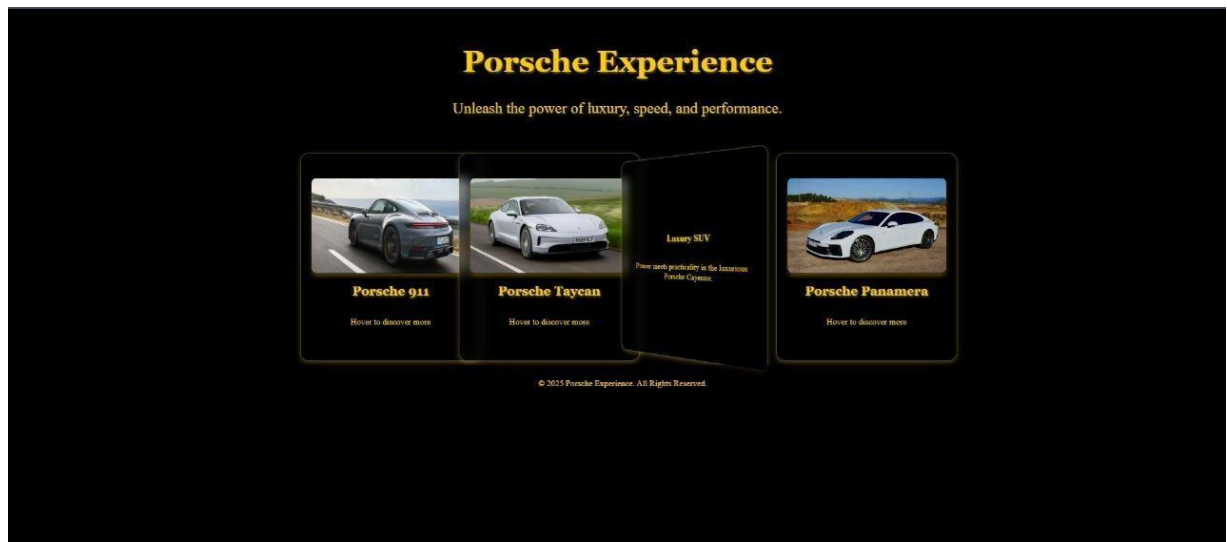 Porsche Experience
Unleash the power of luxury, speed, and performance.
Porsche 911
Hover to discover more
Porsche Taycan
Hover to discover more
Luxury SUV
Power meets practicality in the luxurious
Porsche Cayenne.
Porsche Panamera
Hover to discover more
© 2025 Porsche Experience. All Rights Reserved.